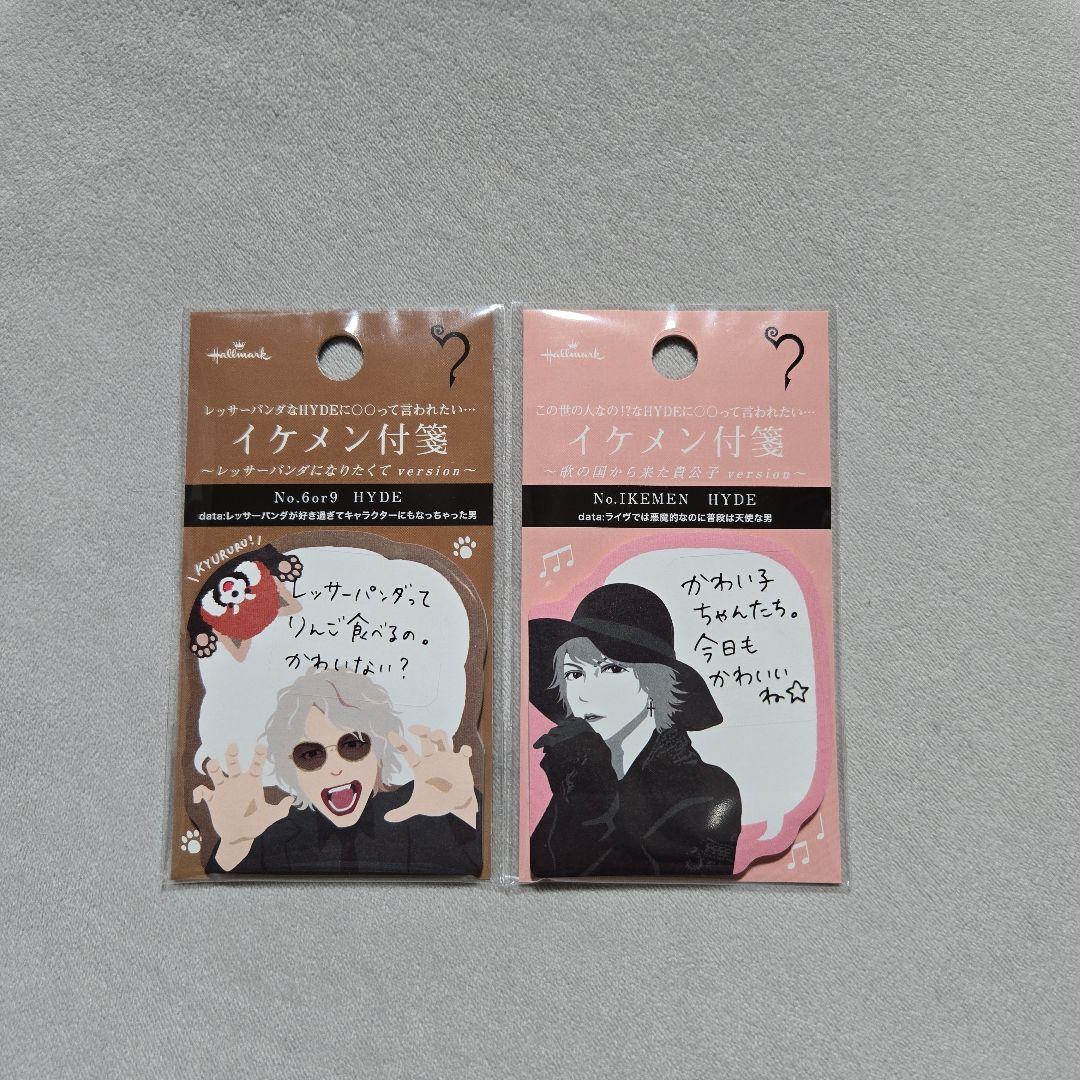 Hallmark
レッサーパンダなHYDEに○○って言われたい…
イケメン付箋
～レッサーパンダになりたくて version～
No.6or9 HYDE
data:レッサーパンダが好き過ぎてキャラクターにもなっちゃった男
\KYURURU!/
レッサーパンダって
りんご食べるの。
かわいない?
Hallmark
この世の人なの!?なHYDEに○○って言われたい…
イケメン付箋
～歌の国から来た貴公子 version～
No.IKEMEN HYDE
data:ライヴでは悪魔的なのに普段は天使な男
かわい子
ちゃんたち。
今日も
かわいい
ね☆